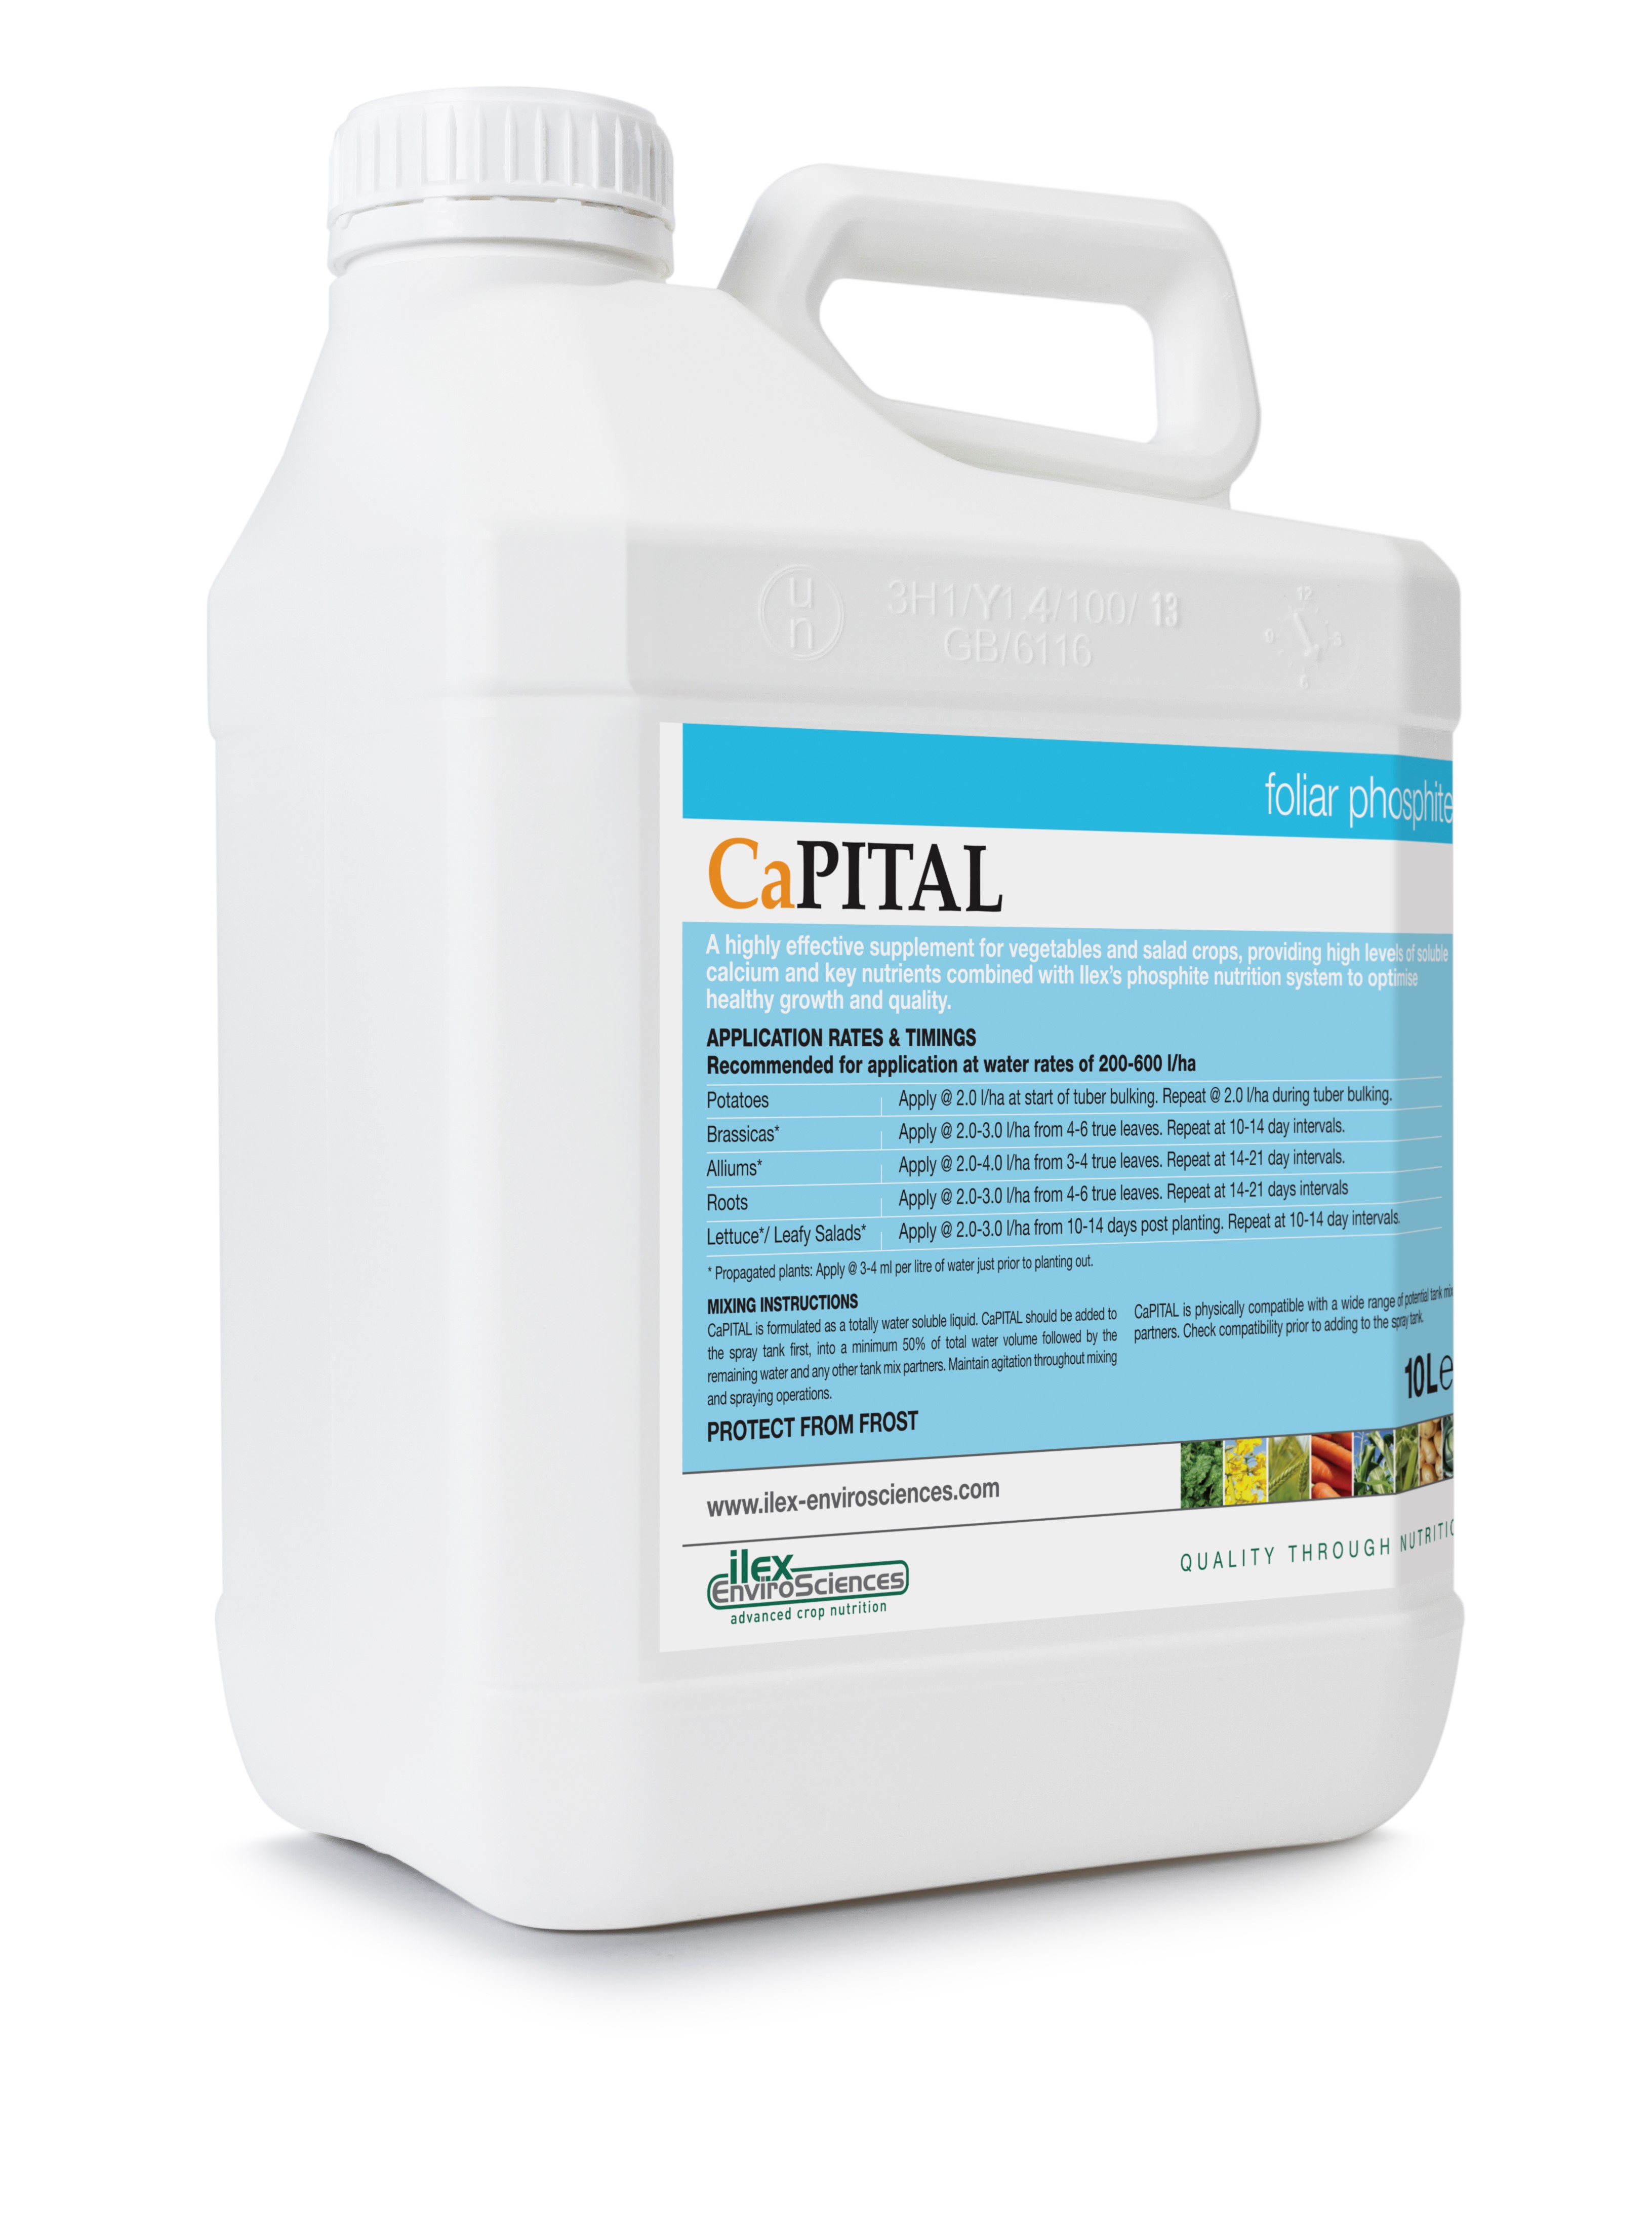 un
3H1/Y1.4/100/ 13
GB/6116
12
9 3
6
foliar phosphite
CaPITAL
A highly effective supplement for vegetables and salad crops, providing high levels of soluble
calcium and key nutrients combined with Ilex's phosphite nutrition system to optimise
healthy growth and quality.
APPLICATION RATES & TIMINGS
Recommended for application at water rates of 200-600 l/ha
Potatoes Apply @ 2.0 l/ha at start of tuber bulking. Repeat @ 2.0 l/ha during tuber bulking.
Brassicas* Apply @ 2.0-3.0 l/ha from 4-6 true leaves. Repeat at 10-14 day intervals.
Alliums* Apply @ 2.0-4.0 l/ha from 3-4 true leaves. Repeat at 14-21 day intervals.
Roots Apply @ 2.0-3.0 l/ha from 4-6 true leaves. Repeat at 14-21 days intervals
Lettuce*/ Leafy Salads* Apply @ 2.0-3.0 l/ha from 10-14 days post planting. Repeat at 10-14 day intervals.
* Propagated plants: Apply @ 3-4 ml per litre of water just prior to planting out.
MIXING INSTRUCTIONS
CaPITAL is formulated as a totally water soluble liquid. CaPITAL should be added to
the spray tank first, into a minimum 50% of total water volume followed by the
remaining water and any other tank mix partners. Maintain agitation throughout mixing
and spraying operations.
CaPITAL is physically compatible with a wide range of potential tank mix
partners. Check compatibility prior to adding to the spray tank.
10L e
PROTECT FROM FROST
www.ilex-envirosciences.com
ilex
EnviroSciences
advanced crop nutrition
QUALITY THROUGH NUTRITIO